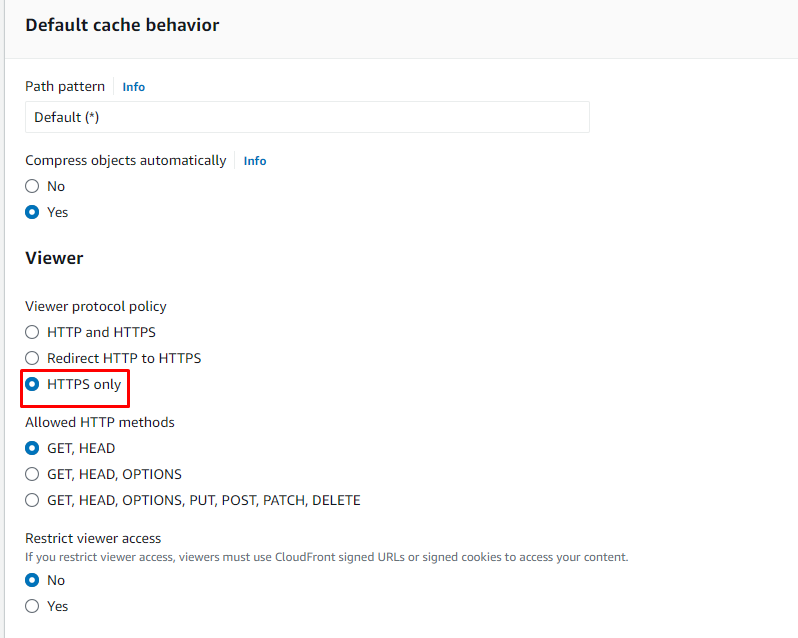 Default cache behavior
Path pattern Info
Default (*)
Compress objects automatically Info
No
Yes
Viewer
Viewer protocol policy
HTTP and HTTPS
Redirect HTTP to HTTPS
HTTPS only
Allowed HTTP methods
GET, HEAD
GET, HEAD, OPTIONS
GET, HEAD, OPTIONS, PUT, POST, PATCH, DELETE
Restrict viewer access
If you restrict viewer access, viewers must use CloudFront signed URLs or signed cookies to access your content.
No
Yes